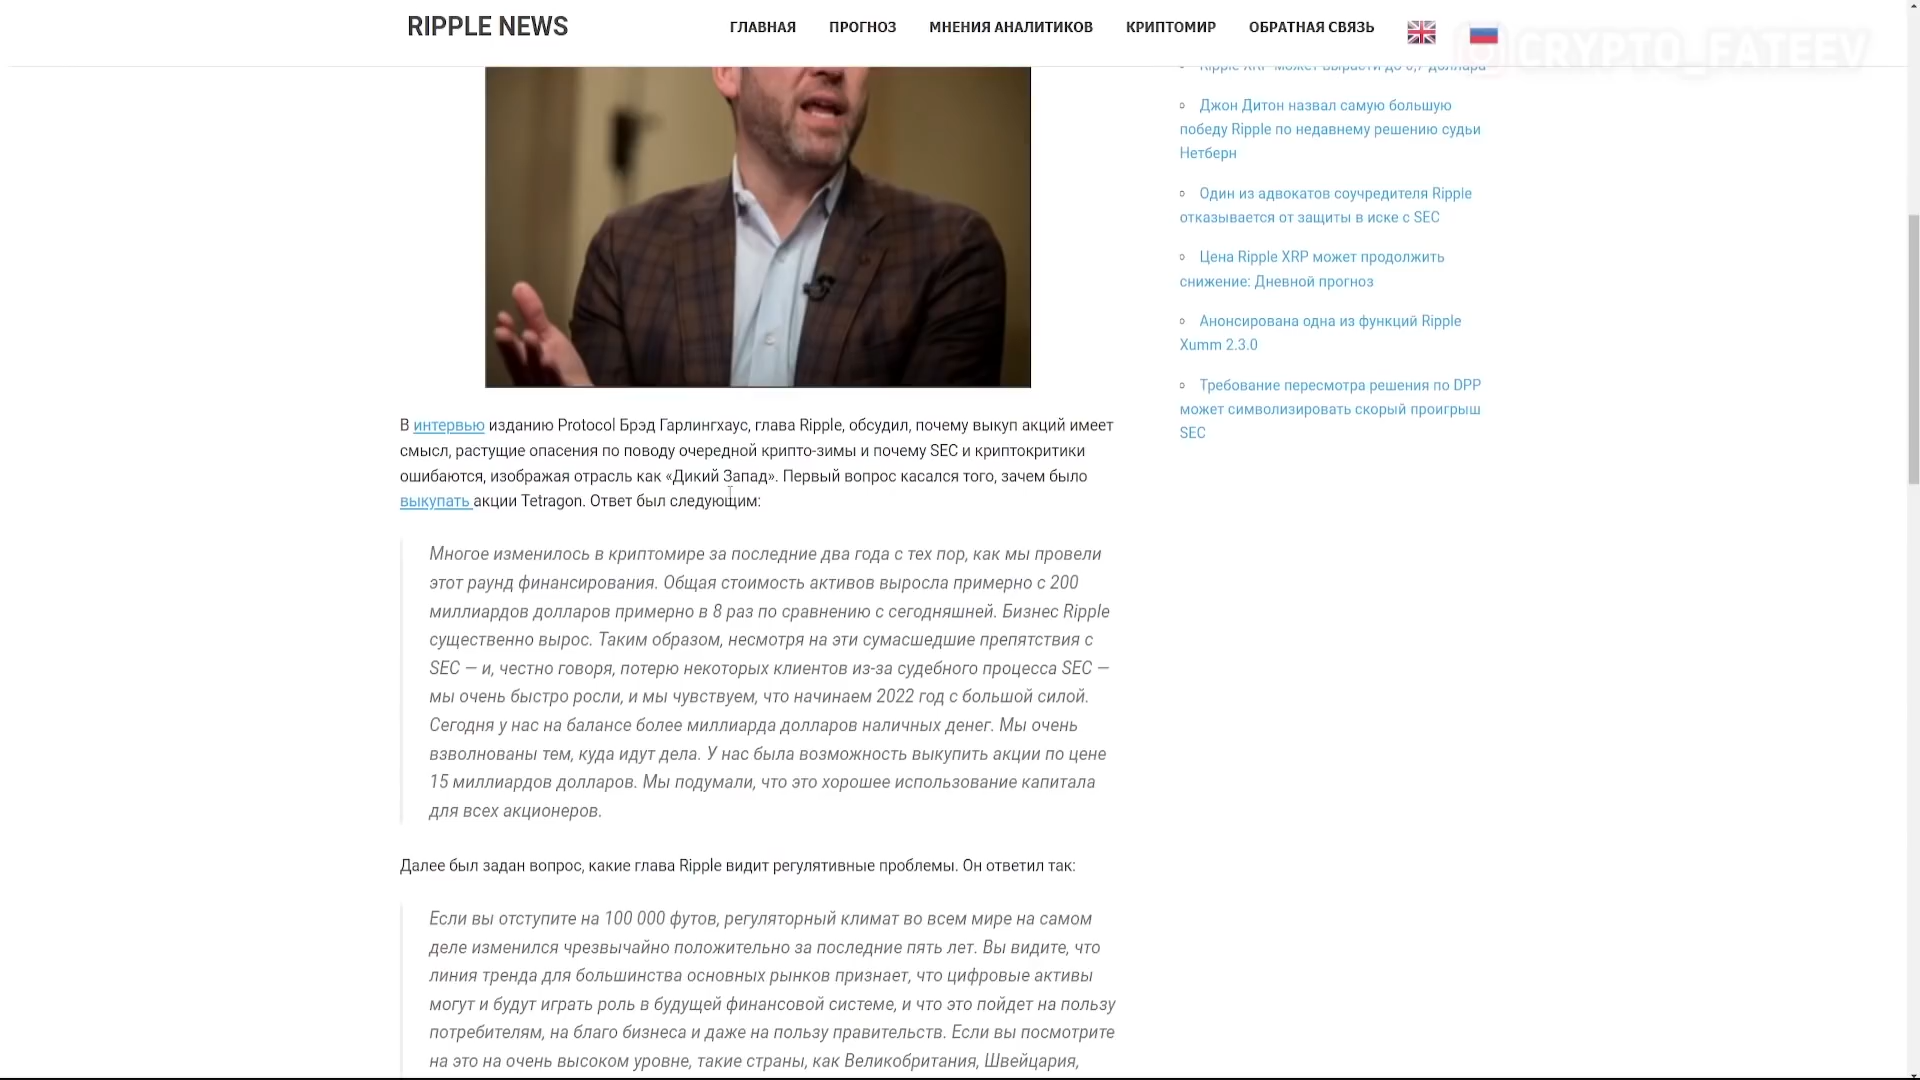 RIPPLE NEWS
ГЛАВНАЯ ПРОГНОЗ МНЕНИЯ АНАЛИТИКОВ КРИПТОМИР ОБРАТНАЯ СВЯЗЬ
CRYPTO_FATEEV
Ripple XRP может вырасти до 0,7 доллара
Джон Дитон назвал самую большую
победу Ripple по недавнему решению судьи
Нетберн
Один из адвокатов соучредителя Ripple
отказывается от защиты в иске с SEC
Цена Ripple XRP может продолжить
снижение: Дневной прогноз
Анонсирована одна из функций Ripple
Xumm 2.3.0
Требование пересмотра решения по DPP
может символизировать скорый проигрыш
SEC
В интервью изданию Protocol Брэд Гарлингхаус, глава Ripple, обсудил, почему выкуп акций имеет
смысл, растущие опасения по поводу очередной крипто-зимы и почему SEC и криптокритики
ошибаются, изображая отрасль как «Дикий Запад». Первый вопрос касался того, зачем было
выкупать акции Tetragon. Ответ был следующим:
Многое изменилось в криптомире за последние два года с тех пор, как мы провели
этот раунд финансирования. Общая стоимость активов выросла примерно с 200
миллиардов долларов примерно в 8 раз по сравнению с сегодняшней. Бизнес Ripple
существенно вырос. Таким образом, несмотря на эти сумасшедшие препятствия с
SEC — и, честно говоря, потерю некоторых клиентов из-за судебного процесса SEC —
мы очень быстро росли, и мы чувствуем, что начинаем 2022 год с большой силой.
Сегодня у нас на балансе более миллиарда долларов наличных денег. Мы очень
взволнованы тем, куда идут дела. У нас была возможность выкупить акции по цене
15 миллиардов долларов. Мы подумали, что это хорошее использование капитала
для всех акционеров.
Далее был задан вопрос, какие глава Ripple видит регулятивные проблемы. Он ответил так:
Если вы отступите на 100 000 футов, регуляторный климат во всем мире на самом
деле изменился чрезвычайно положительно за последние пять лет. Вы видите, что
линия тренда для большинства основных рынков признает, что цифровые активы
могут и будут играть роль в будущей финансовой системе, и что это пойдет на пользу
потребителям, на благо бизнеса и даже на пользу правительств. Если вы посмотрите
на это на очень высоком уровне, такие страны, как Великобритания, Швейцария,